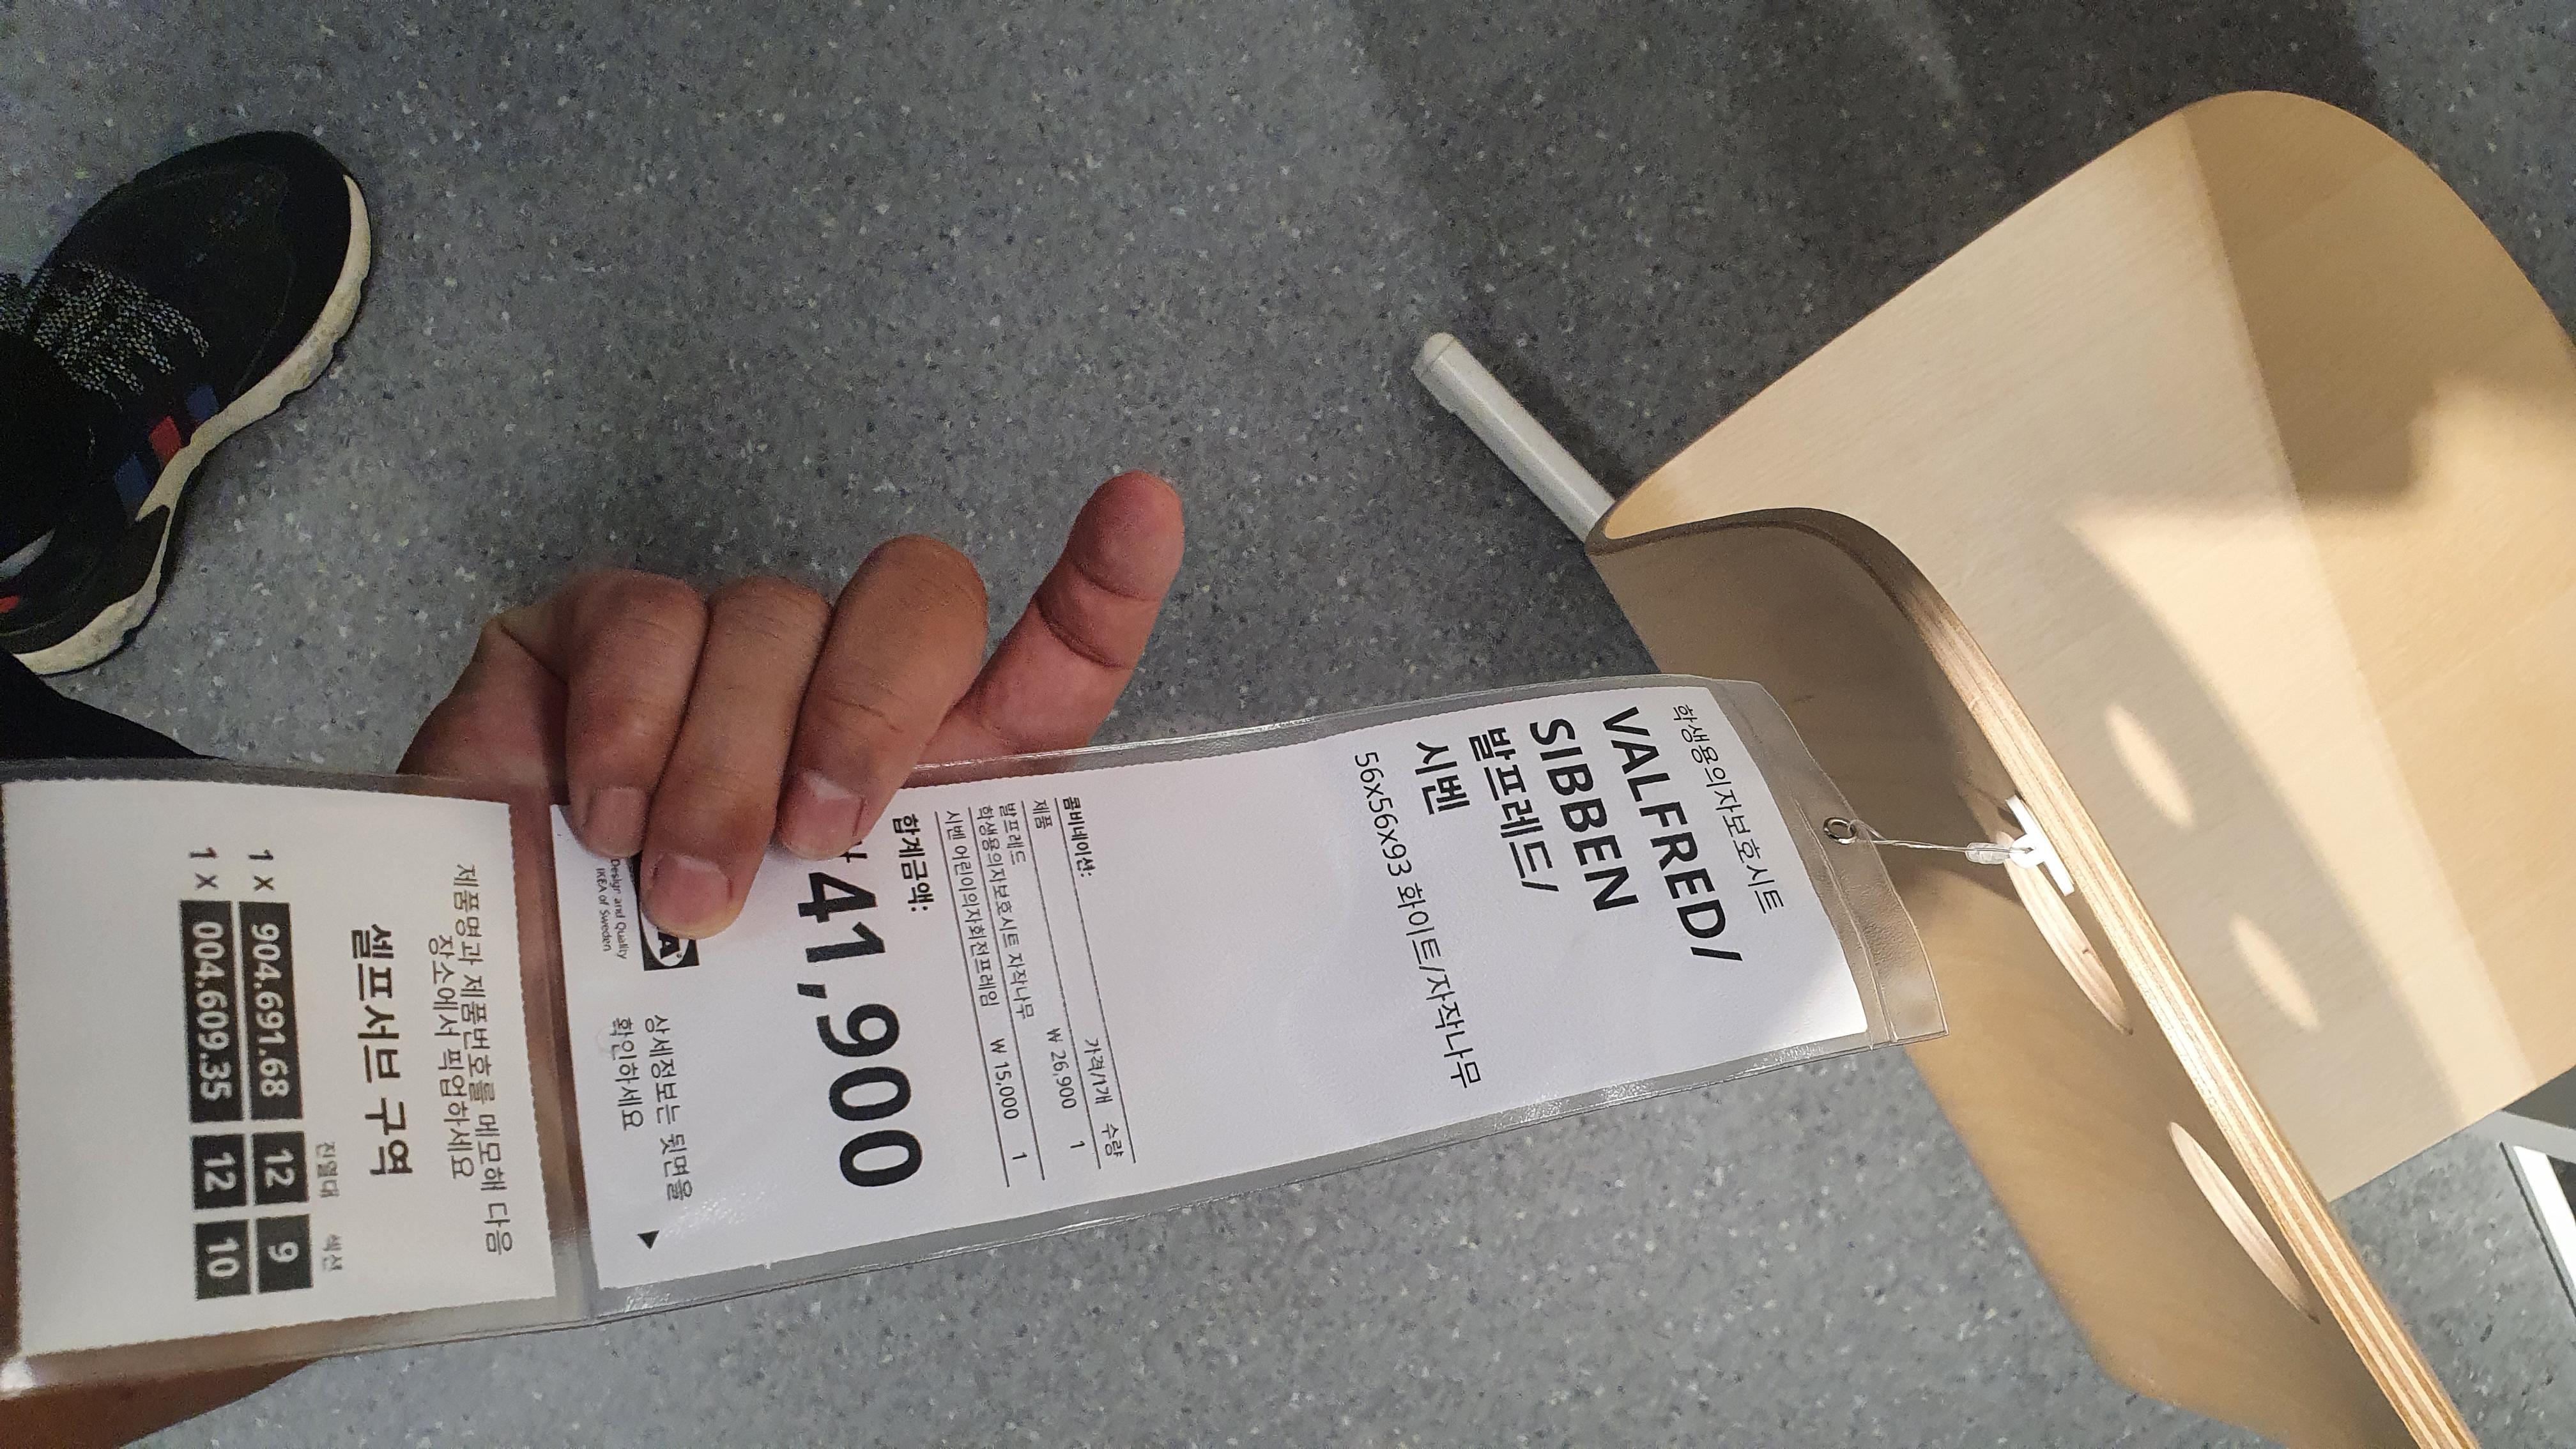 학생용의자보호시트
VALFRED/
SIBBEN
발프레드/
시벤
56x56x93 화이트/자작나무
콤비네이션:
제품 가격/1개 수량
발프레드
학생용의자보호시트 자작나무 ₩ 26,900 1
시벤 어린이의자회전프레임 ₩ 15,000 1
합계금액:
41,900
Design and Quality
IKEA of Sweden
상세정보는 뒷면을
확인하세요
제품명과 제품번호를 메모해 다음
장소에서 픽업하세요
셀프서브 구역
진열대 섹션
1 x 904.691.68 12 9
1 x 004.609.35 12 10